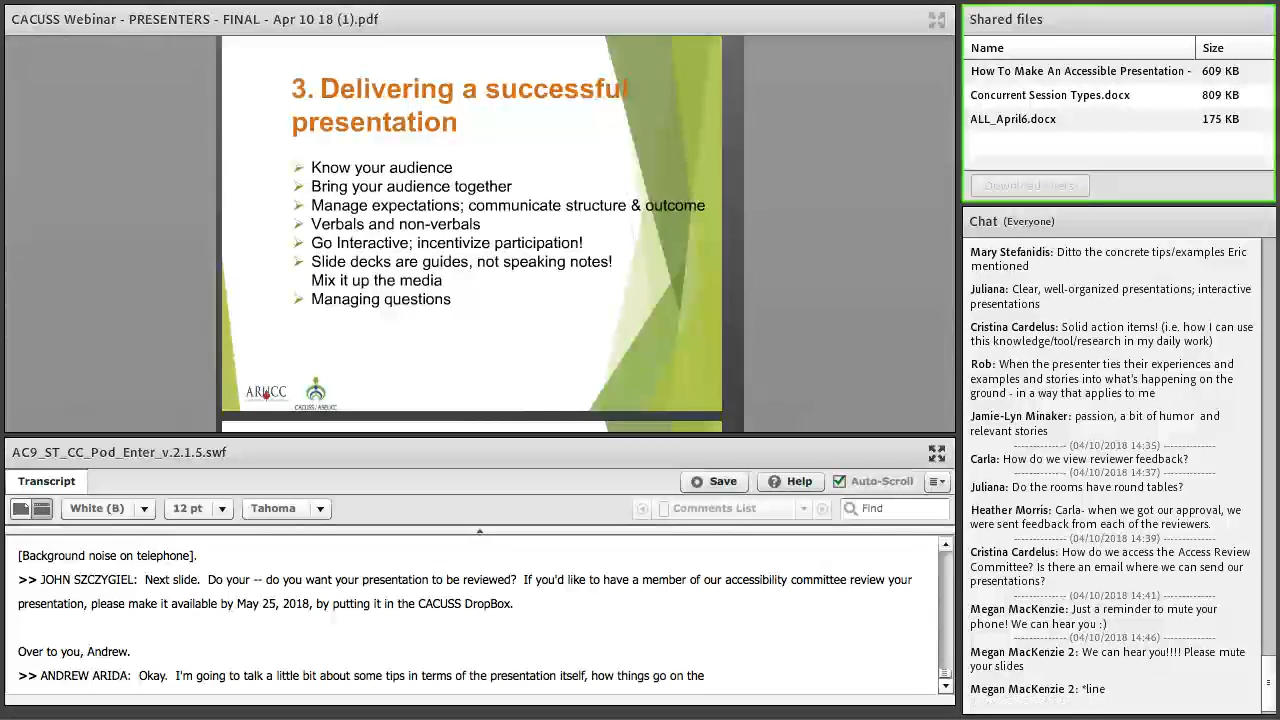 CACUSS Webinar - PRESENTERS - FINAL - Apr 10 18 (1).pdf
3. Delivering a successful
presentation
Know your audience
Bring your audience together
Manage expectations; communicate structure & outcome
Verbals and non-verbals
Go Interactive; incentivize participation!
Slide decks are guides, not speaking notes!
Mix it up the media
Managing questions
ARUCC
CACUSS / ASEUCC
AC9_ST_CC_Pod_Enter_v.2.1.5.swf
Transcript
Save
Help
Auto-Scroll
White (B)
12 pt
Tahoma
Comments List
Find
[Background noise on telephone].
>> JOHN SZCZYGIEL:  Next slide.  Do your -- do you want your presentation to be reviewed?  If you'd like to have a member of our accessibility committee review your
presentation, please make it available by May 25, 2018, by putting it in the CACUSS DropBox.
Over to you, Andrew.
>> ANDREW ARIDA:  Okay.  I'm going to talk a little bit about some tips in terms of the presentation itself, how things go on the
Shared files
Name Size
How To Make An Accessible Presentation - 609 KB
Concurrent Session Types.docx 809 KB
ALL_April6.docx 175 KB
Chat (Everyone)
Mary Stefanidis: Ditto the concrete tips/examples Eric
mentioned
Juliana: Clear, well-organized presentations; interactive
presentations
Cristina Cardelus: Solid action items! (i.e. how I can use
this knowledge/tool/research in my daily work)
Rob: When the presenter ties their experiences and
examples and stories into what's happening on the
ground - in a way that applies to me
Jamie-Lyn Minaker: passion, a bit of humor and
relevant stories
-------------- (04/10/2018 14:35) --------------
Carla: How do we view reviewer feedback?
-------------- (04/10/2018 14:37) --------------
Juliana: Do the rooms have round tables?
Heather Morris: Carla- when we got our approval, we
were sent feedback from each of the reviewers.
-------------- (04/10/2018 14:39) --------------
Cristina Cardelus: How do we access the Access Review
Committee? Is there an email where we can send our
presentations?
-------------- (04/10/2018 14:41) --------------
Megan MacKenzie: Just a reminder to mute your
phone! We can hear you :)
-------------- (04/10/2018 14:46) --------------
Megan MacKenzie 2: We can hear you!!!! Please mute
your slides
Megan MacKenzie 2: *line